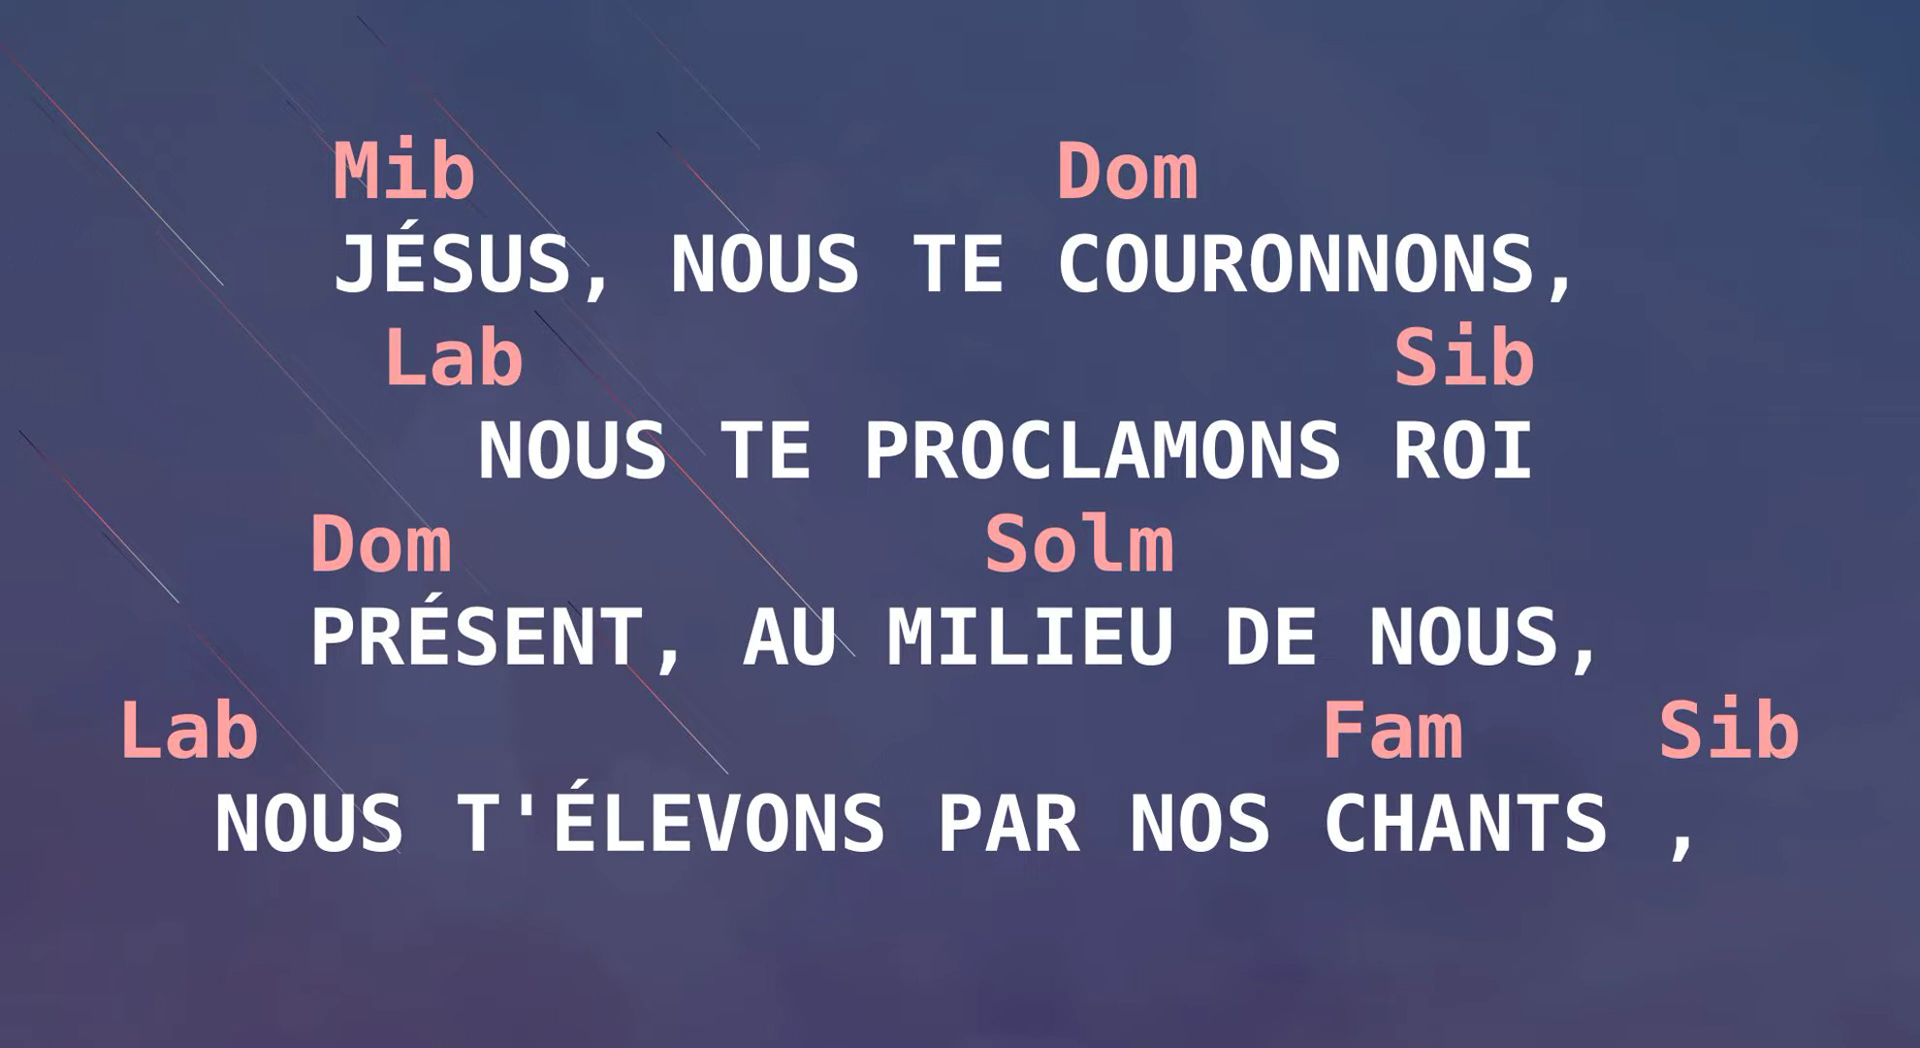 Mib Dom
JÉSUS, NOUS TE COURONNONS,
Lab Sib
NOUS TE PROCLAMONS ROI
Dom Solm
PRÉSENT, AU MILIEU DE NOUS,
Lab Fam Sib
NOUS T'ÉLEVONS PAR NOS CHANTS ,